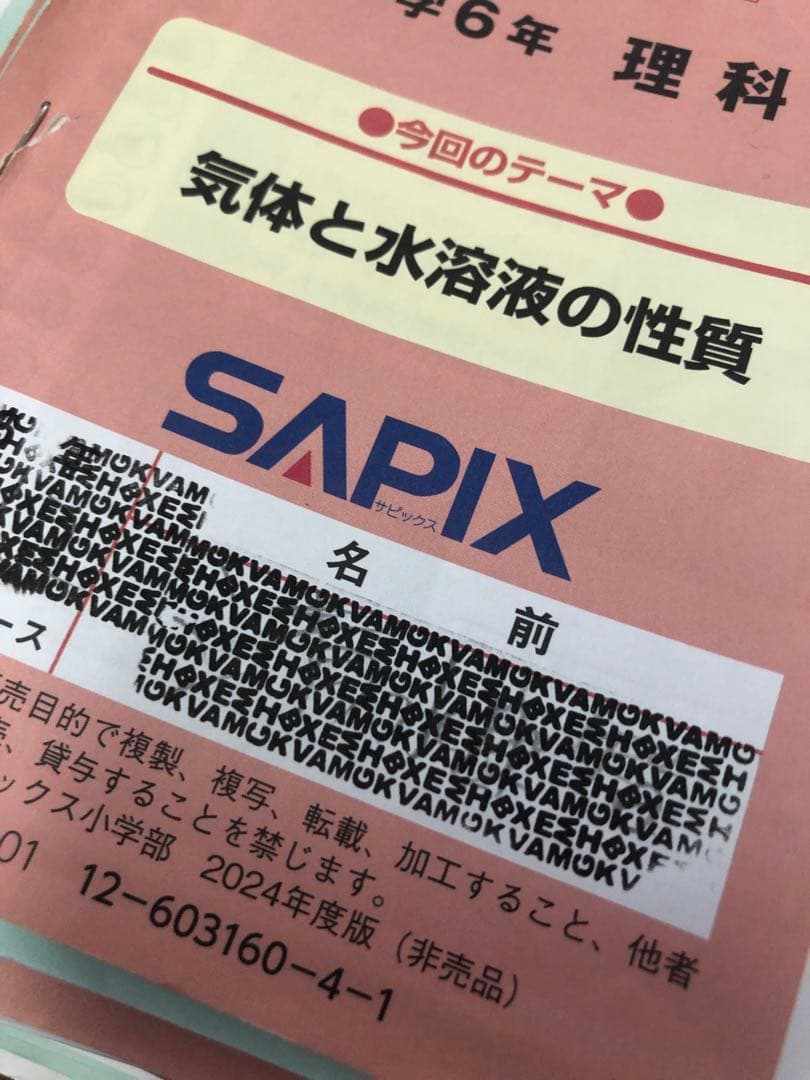 学6年 理科
●今回のテーマ●
気体と水溶液の性質
SAPIX
サピックス
名 前
ース
売目的で複製、複写、転載、加工すること、他者
、貸与することを禁じます。
ックス小学部 2024年度版（非売品）
01 12-603160-4-1